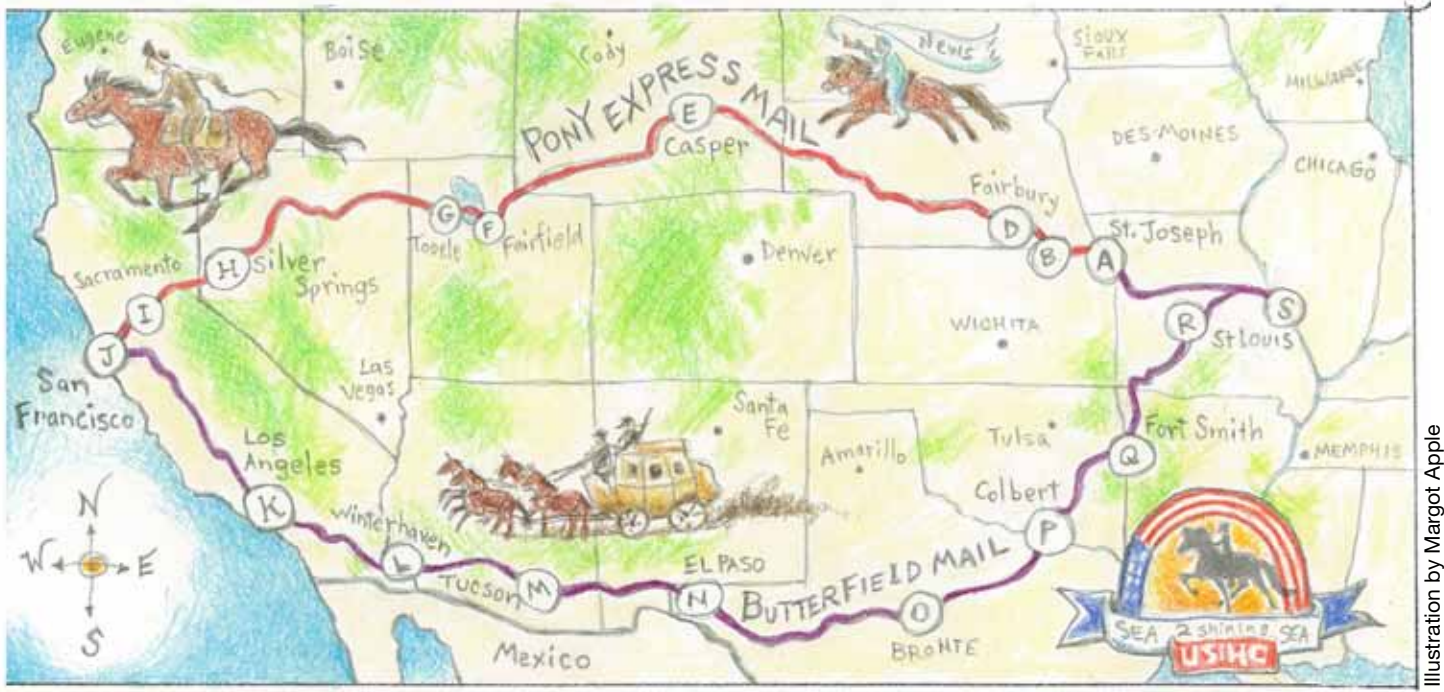 Eugene
Boise
Cody
News
Sioux
Falls
MILWAUKEE
PONY EXPRESS MAIL
E
Casper
DES MOINES
CHICAGO
Fairbury
D
B
A
St. Joseph
G
F
Tooele
Fairfield
Denver
Sacramento
H
Silver
Springs
I
J
San
Francisco
WICHITA
R
S
St Louis
Las
Vegas
Santa
Fe
Amarillo
Tulsa
Fort Smith
Q
MEMPHIS
Los
Angeles
K
Colbert
P
N
W
E
S
Winterhaven
L
Tucson
M
EL PASO
N
BUTTERFIELD MAIL
O
BRONTE
Mexico
SEA 2 shining SEA
USIHC
Illustration by Margot Apple